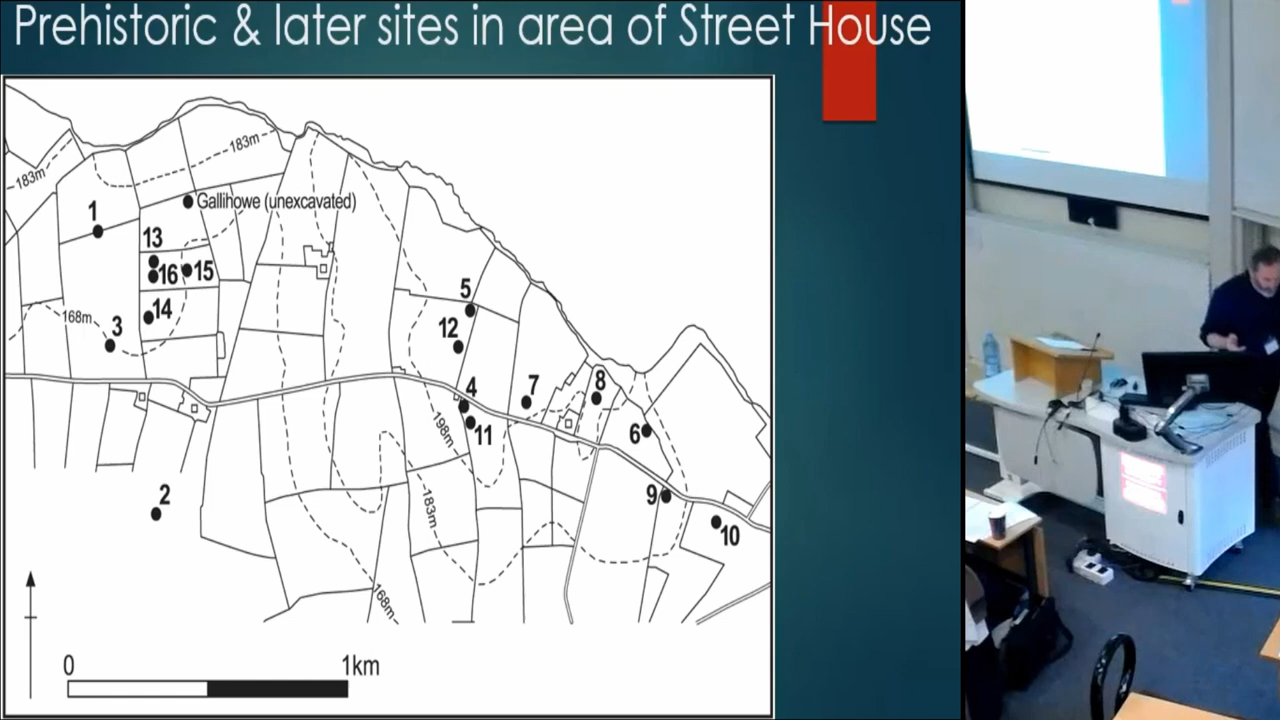 Prehistoric & later sites in area of Street House
183m
183m
Gallihowe (unexcavated)
1
13
16
15
5
168m
14
3
12
4
7
8
198m
11
6
2
183m
9
10
168m
0
1km